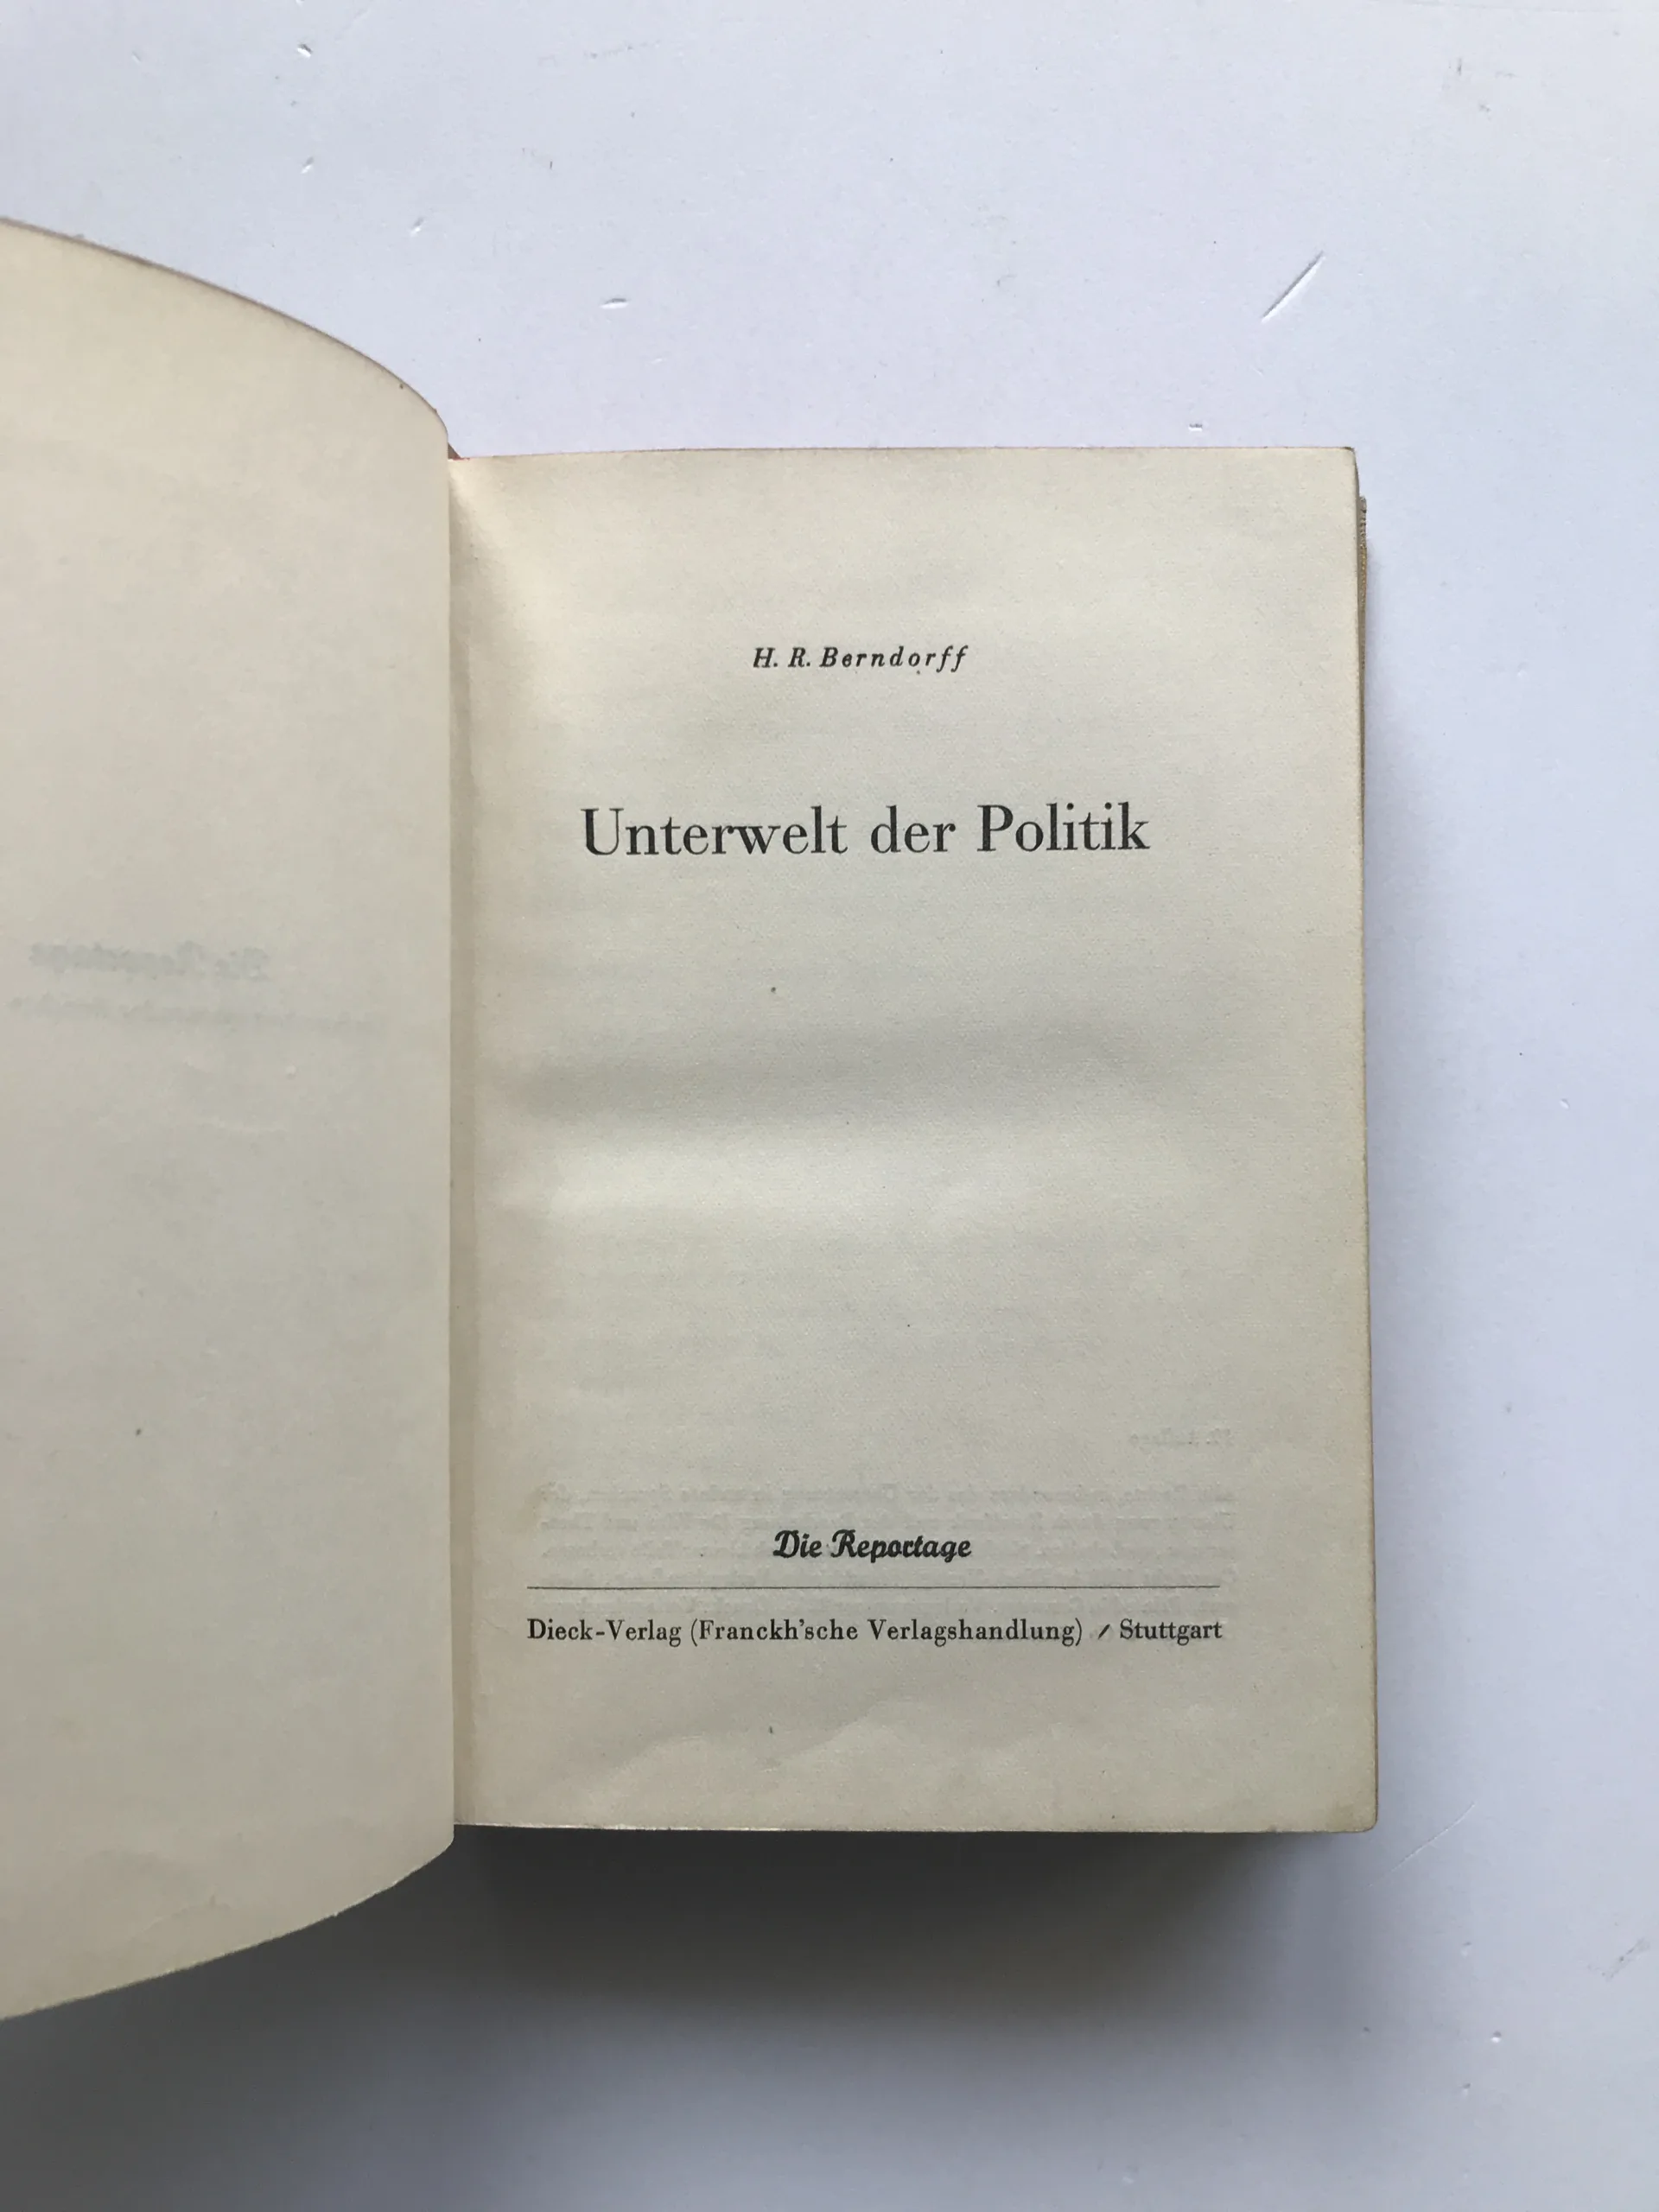 H. R. Berndorff
Unterwelt der Politik
Die Reportage
Dieck-Verlag (Franckh'sche Verlagshandlung) / Stuttgart